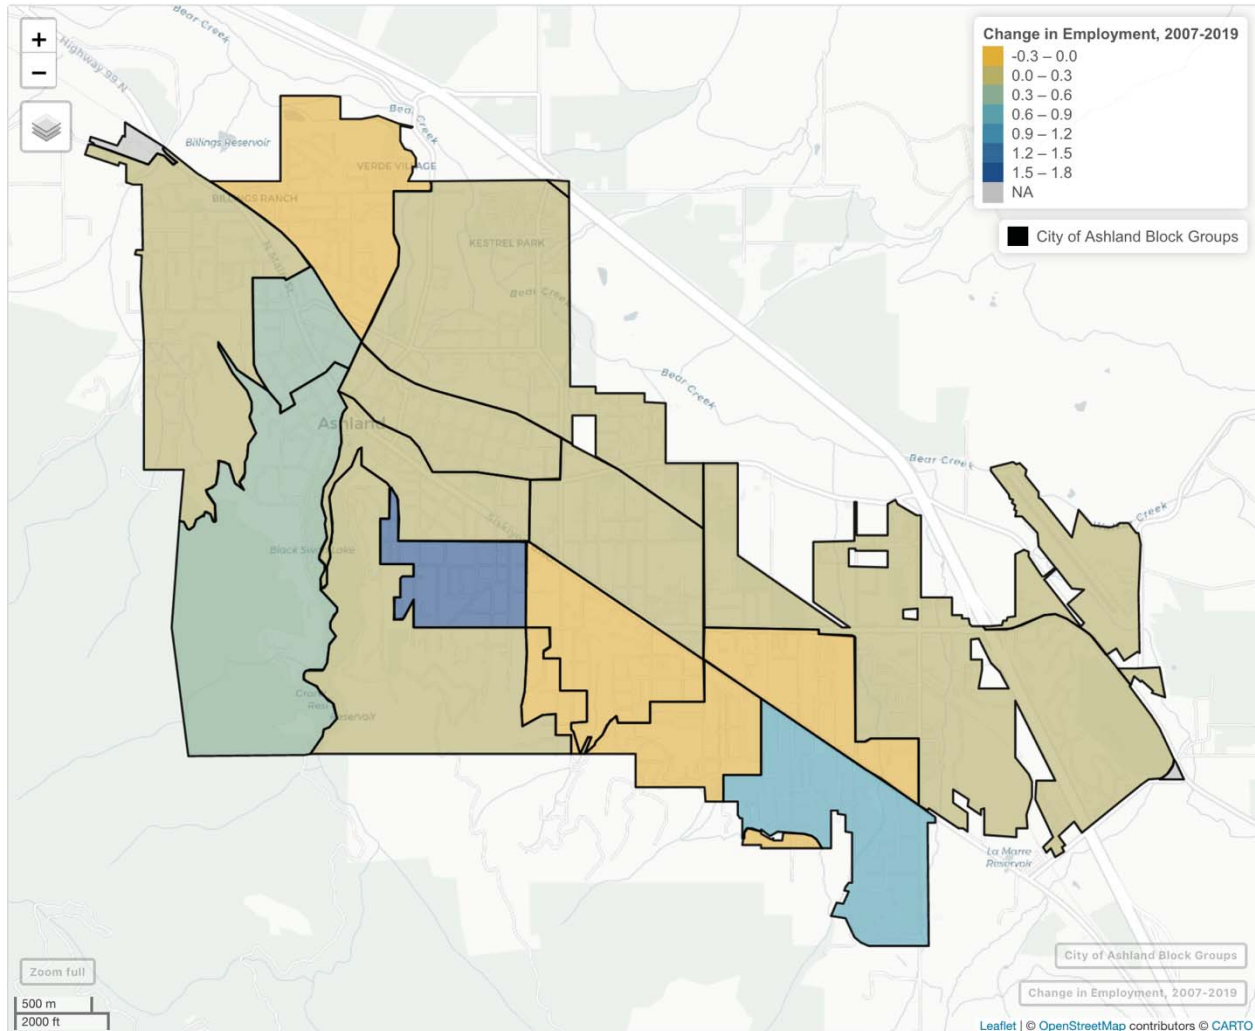 Bear Creek
+
−
Highway 99 N
Change in Employment, 2007-2019
-0.3 – 0.0
0.0 – 0.3
0.3 – 0.6
0.6 – 0.9
0.9 – 1.2
1.2 – 1.5
1.5 – 1.8
NA
City of Ashland Block Groups
Bear Creek
Billings Reservoir
VERDE VILLAGE
BILLINGS RANCH
KESTREL PARK
N Main St
Bear Creek
Bear Creek
Ashland
Bear Creek
Siskiyou
Black Swan Lake
Reservoir
La Marre
Reservoir
Zoom full
City of Ashland Block Groups
Change in Employment, 2007-2019
500 m
2000 ft
Leaflet | © OpenStreetMap contributors © CARTO